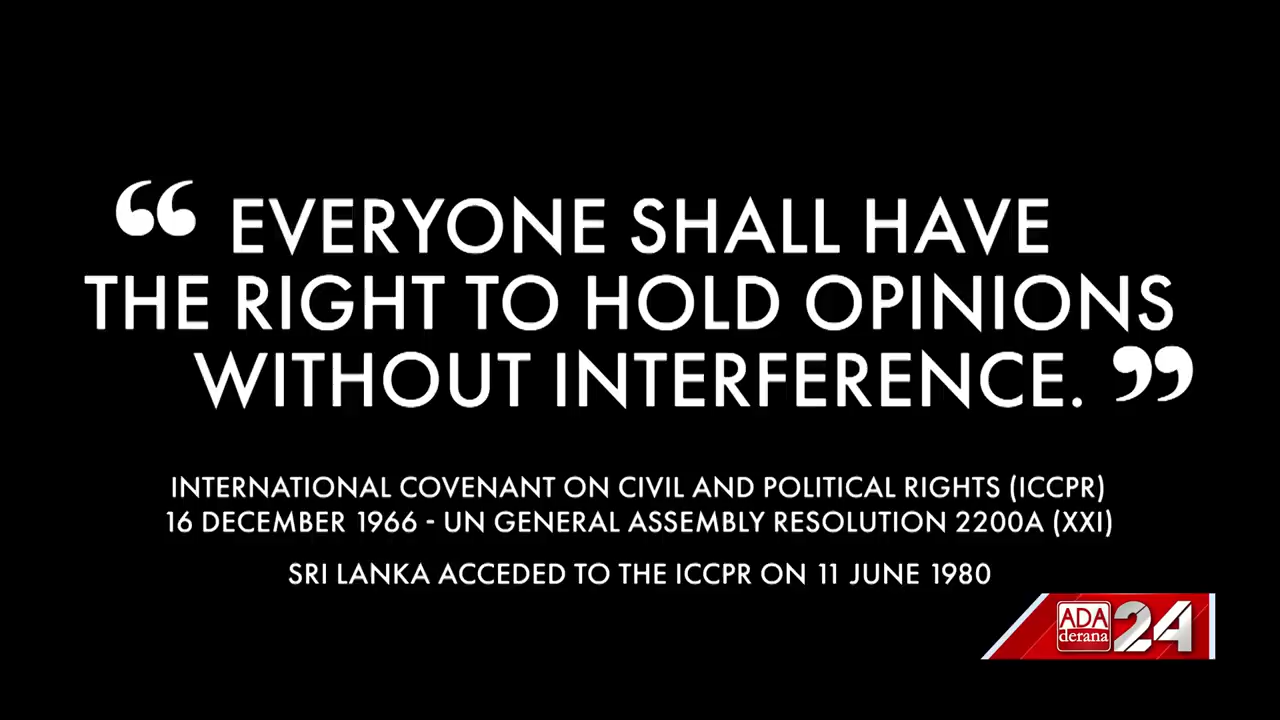 “EVERYONE SHALL HAVE
THE RIGHT TO HOLD OPINIONS
WITHOUT INTERFERENCE.”
INTERNATIONAL COVENANT ON CIVIL AND POLITICAL RIGHTS (ICCPR)
16 DECEMBER 1966 - UN GENERAL ASSEMBLY RESOLUTION 2200A (XXI)
SRI LANKA ACCEDED TO THE ICCPR ON 11 JUNE 1980
ADA
derana
24